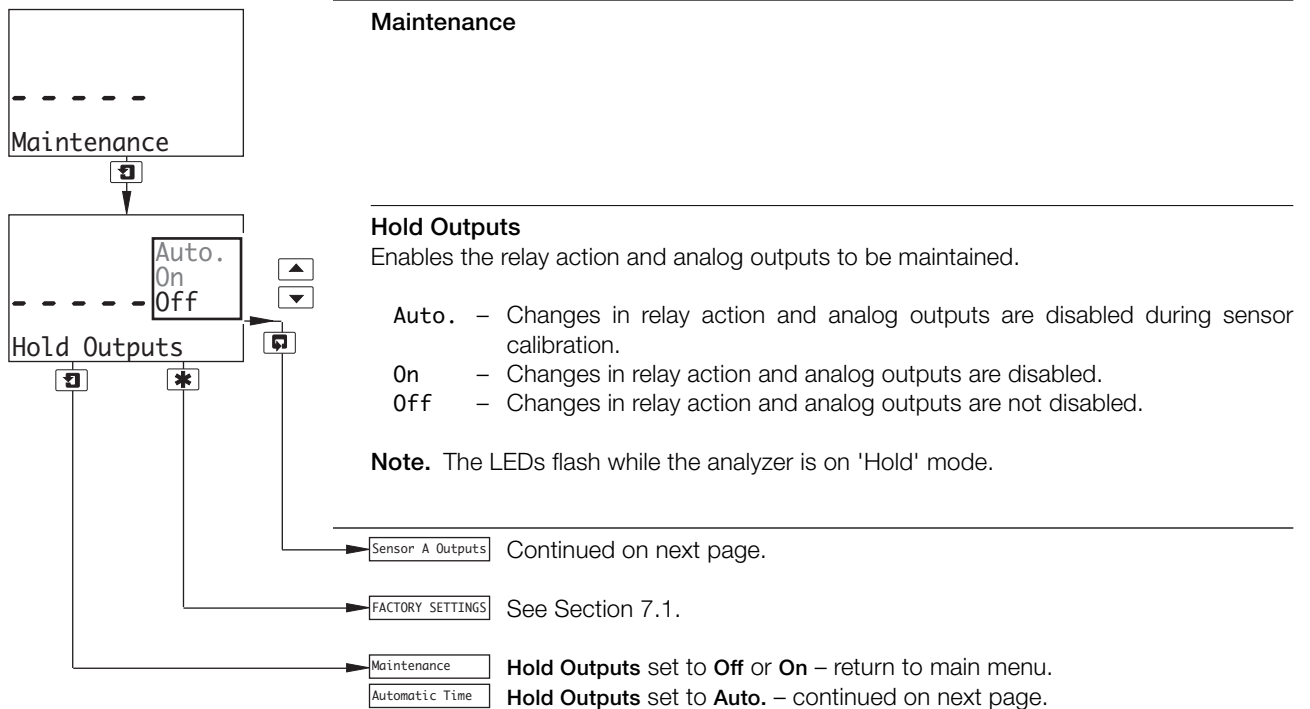 Maintenance
- - - - -
Maintenance
Hold Outputs
Enables the relay action and analog outputs to be maintained.
Auto.
On
- - - - - Off
Hold Outputs
Auto. – Changes in relay action and analog outputs are disabled during sensor
calibration.
On – Changes in relay action and analog outputs are disabled.
Off – Changes in relay action and analog outputs are not disabled.
Note. The LEDs flash while the analyzer is on 'Hold' mode.
Sensor A Outputs Continued on next page.
FACTORY SETTINGS See Section 7.1.
Maintenance Hold Outputs set to Off or On – return to main menu.
Automatic Time Hold Outputs set to Auto. – continued on next page.